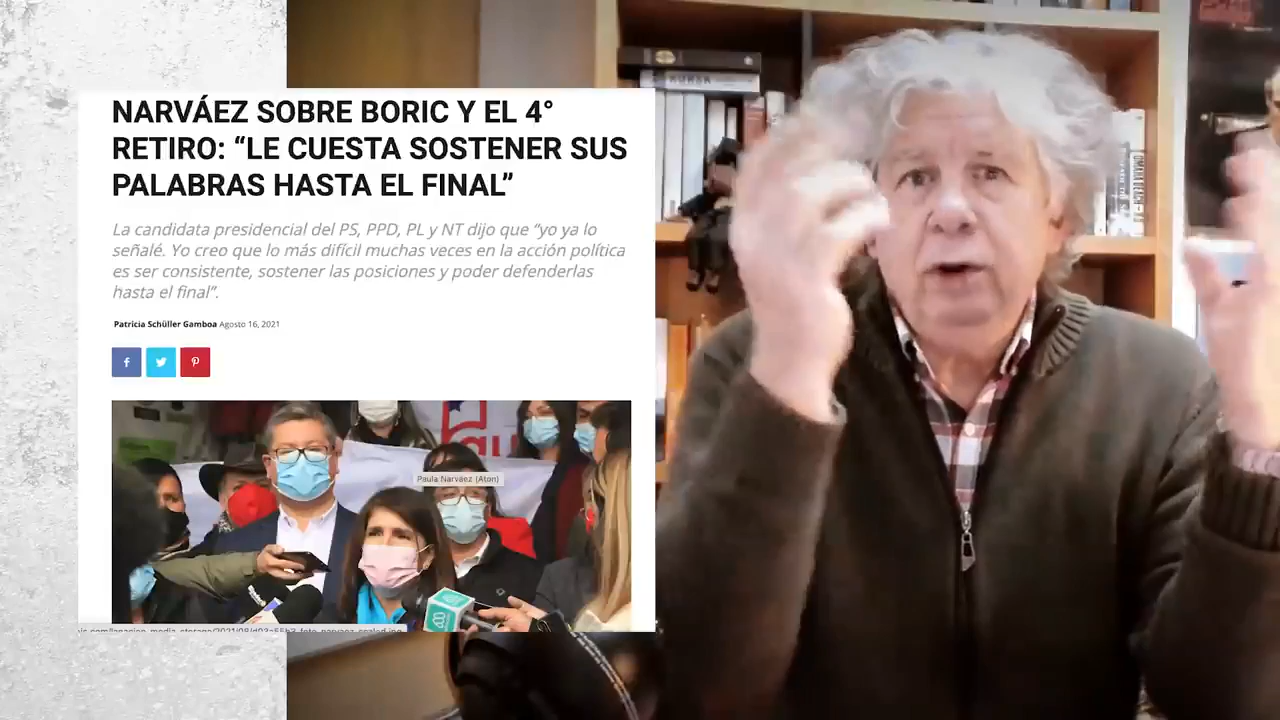 NARVÁEZ SOBRE BORIC Y EL 4°
RETIRO: “LE CUESTA SOSTENER SUS
PALABRAS HASTA EL FINAL”
La candidata presidencial del PS, PPD, PL y NT dijo que “yo ya lo
señalé. Yo creo que lo más difícil muchas veces en la acción política
es ser consistente, sostener las posiciones y poder defenderlas
hasta el final”.
Patricia Schüller Gamboa Agosto 16, 2021
Paula Narváez (Aton)